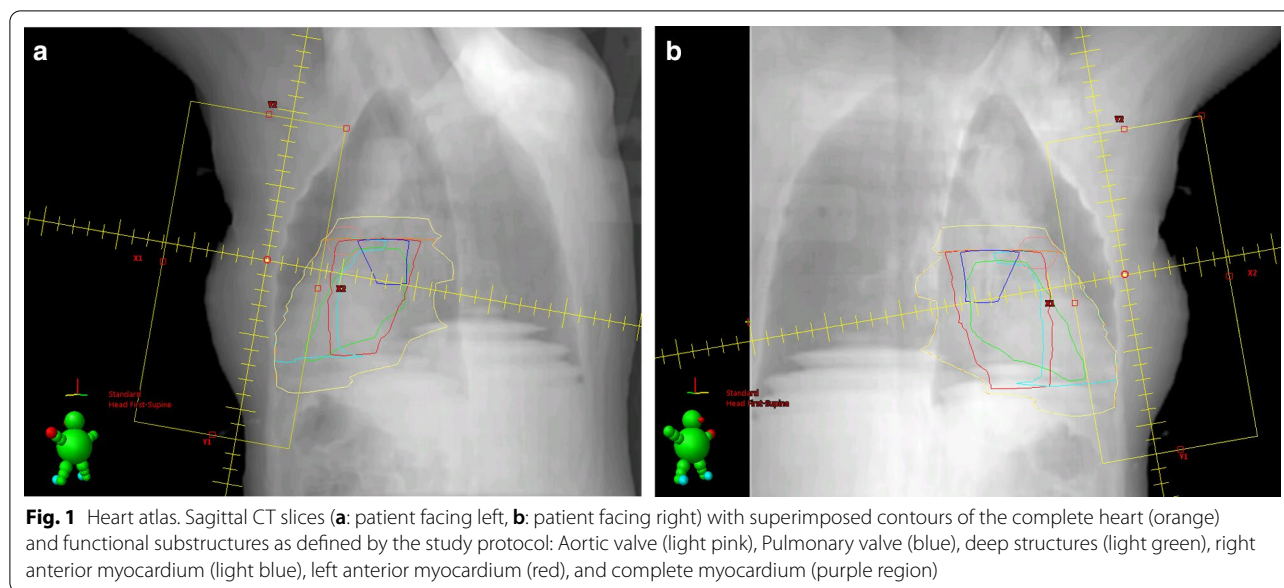 a
Y2
X1
X2
Standard
Head First-Supine
Y1
b
Y2
X2
X1
Standard
Head First-Supine
Y1
Fig. 1 Heart atlas. Sagittal CT slices (a: patient facing left, b: patient facing right) with superimposed contours of the complete heart (orange)
and functional substructures as defined by the study protocol: Aortic valve (light pink), Pulmonary valve (blue), deep structures (light green), right
anterior myocardium (light blue), left anterior myocardium (red), and complete myocardium (purple region)